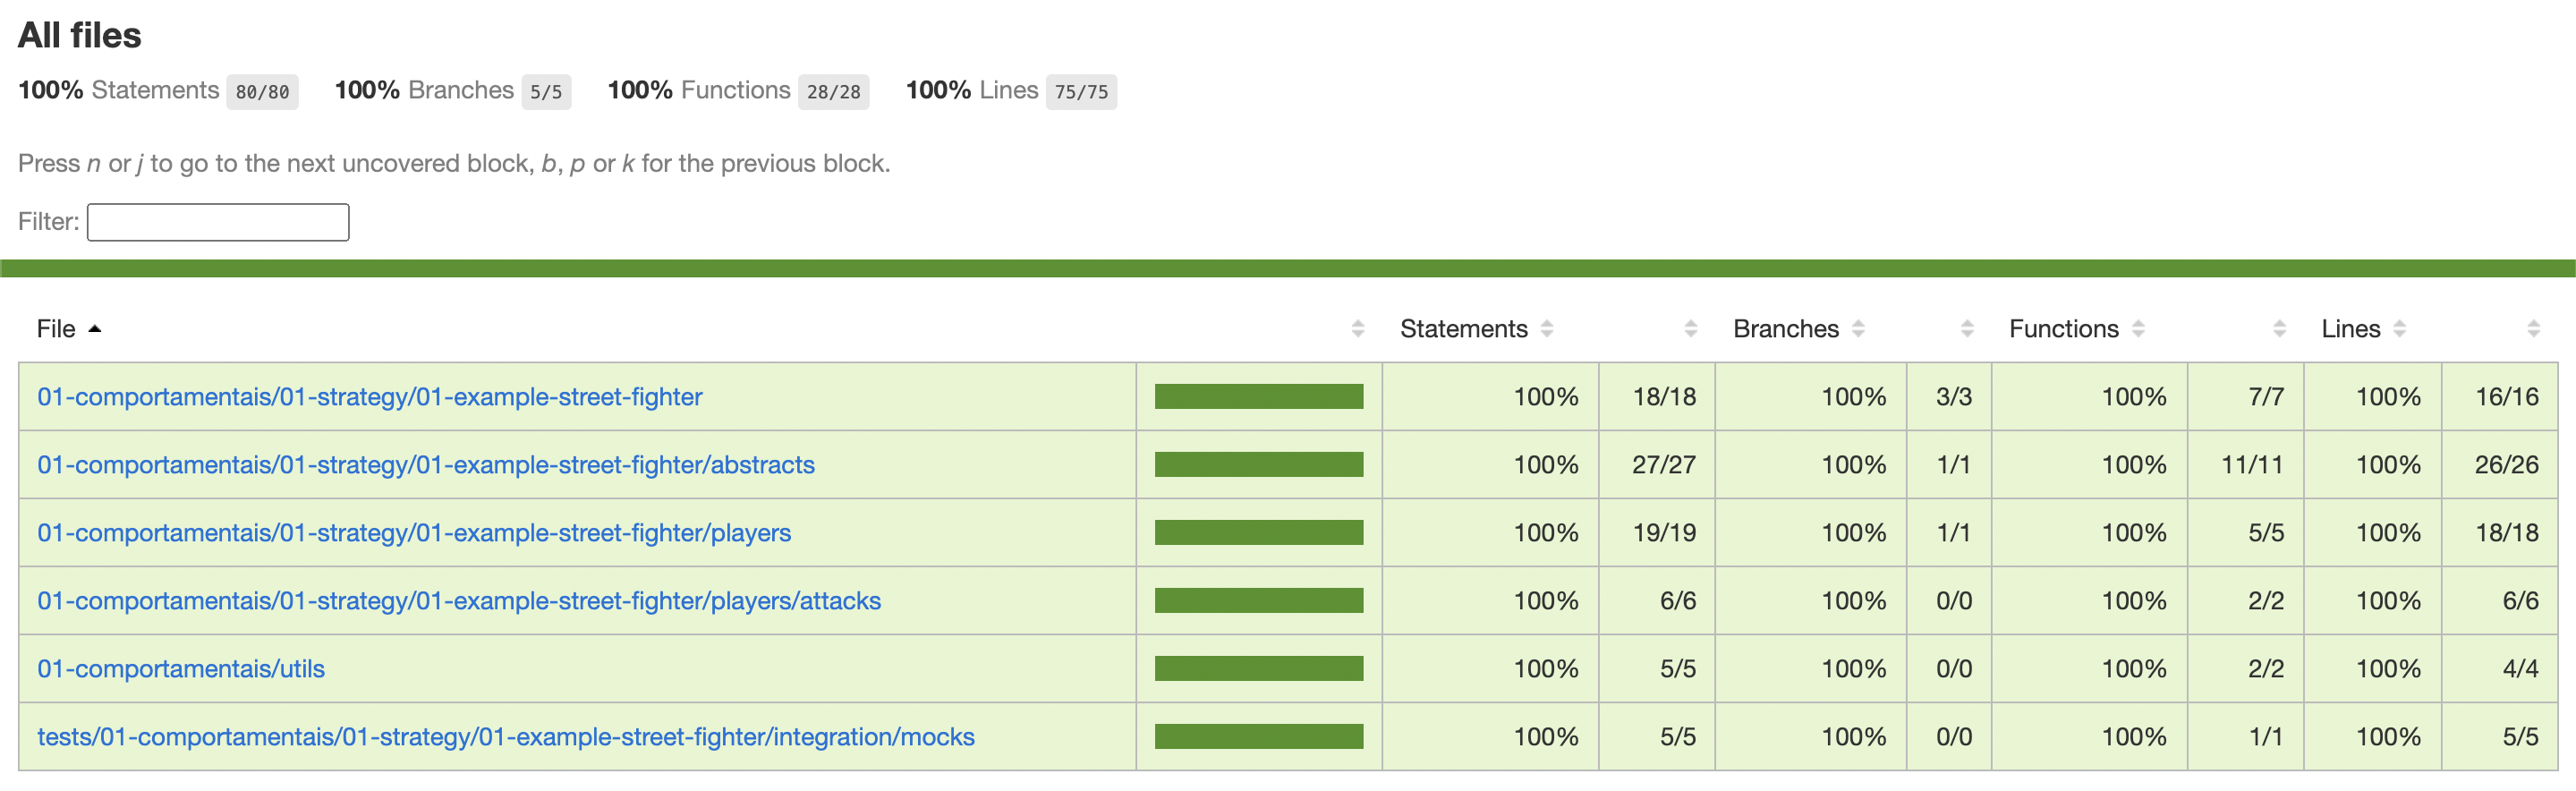 All files
100% Statements 80/80 100% Branches 5/5 100% Functions 28/28 100% Lines 75/75
Press n or j to go to the next uncovered block, b, p or k for the previous block.
Filter:
File Statements Branches Functions Lines
01-comportamentais/01-strategy/01-example-street-fighter 100% 18/18 100% 3/3 100% 7/7 100% 16/16
01-comportamentais/01-strategy/01-example-street-fighter/abstracts 100% 27/27 100% 1/1 100% 11/11 100% 26/26
01-comportamentais/01-strategy/01-example-street-fighter/players 100% 19/19 100% 1/1 100% 5/5 100% 18/18
01-comportamentais/01-strategy/01-example-street-fighter/players/attacks 100% 6/6 100% 0/0 100% 2/2 100% 6/6
01-comportamentais/utils 100% 5/5 100% 0/0 100% 2/2 100% 4/4
tests/01-comportamentais/01-strategy/01-example-street-fighter/integration/mocks 100% 5/5 100% 0/0 100% 1/1 100% 5/5